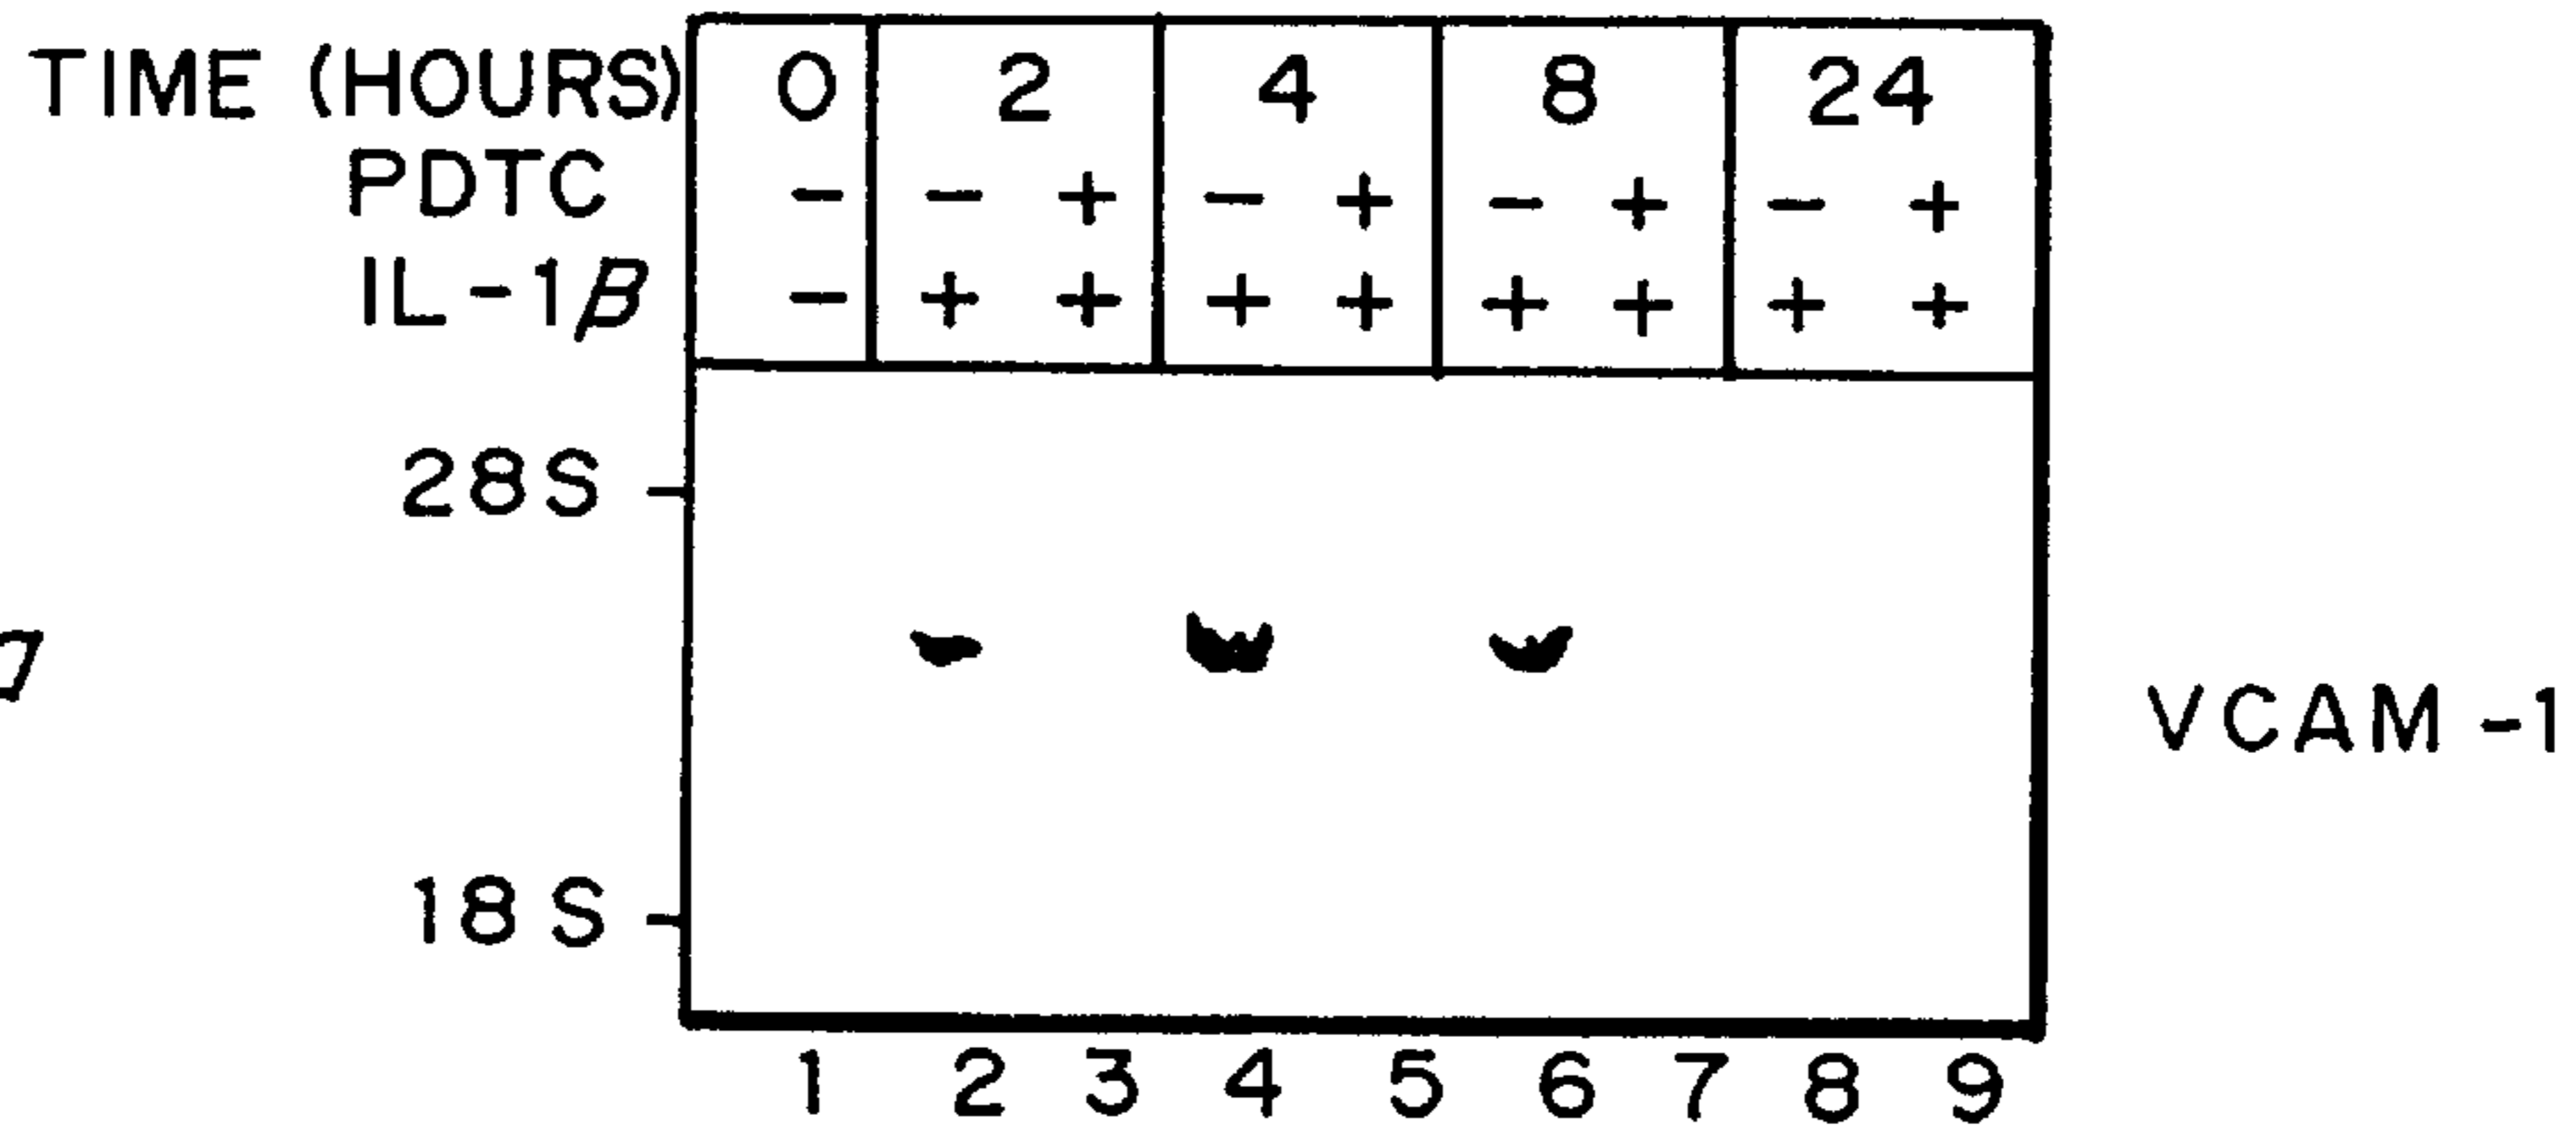 TIME (HOURS) 0 2 4 8 24
PDTC - - + - + - + - +
IL-1β - + + + + + + + +
28S
VCAM-1
18S
1 2 3 4 5 6 7 8 9